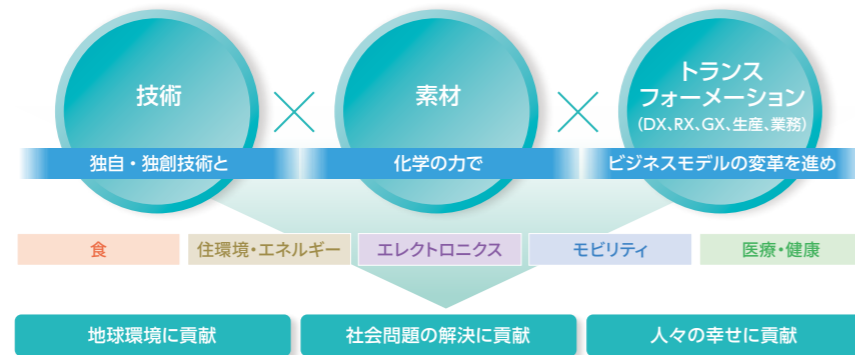 技術
×
素材
×
トランス
フォーメーション
(DX、RX、GX、生産、業務)
独自・独創技術と
化学の力で
ビジネスモデルの変革を進め
食
住環境・エネルギー
エレクトロニクス
モビリティ
医療・健康
地球環境に貢献
社会問題の解決に貢献
人々の幸せに貢献